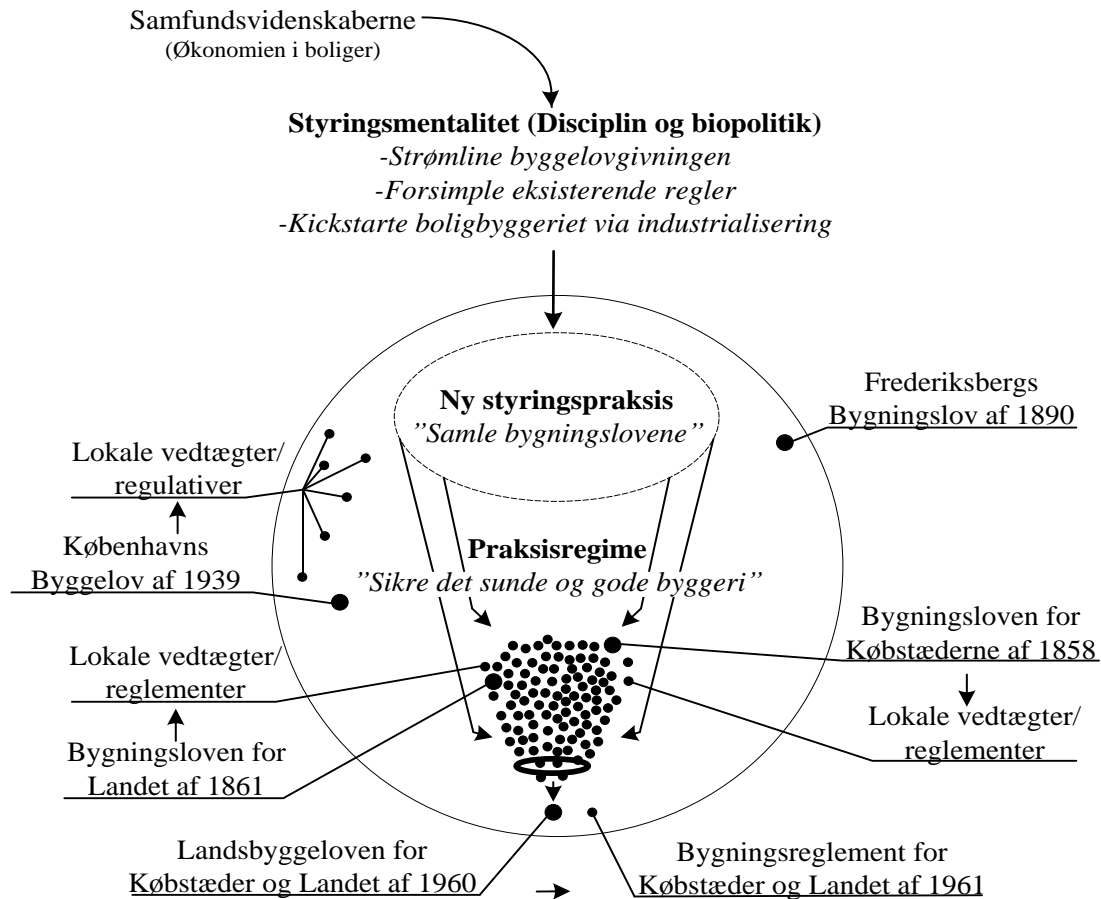 Samfundsvidenskaberne
(Økonomien i boliger)
Styringsmentalitet (Disciplin og biopolitik)
-Strømline byggelovgivningen
-Forsimple eksisterende regler
-Kickstarte boligbyggeriet via industrialisering
Ny styringspraksis
”Samle bygningslovene”
Frederiksbergs
Bygningslov af 1890
Lokale vedtægter/
regulativer
Københavns
Byggelov af 1939
Praksisregime
”Sikre det sunde og gode byggeri”
Bygningsloven for
Købstæderne af 1858
Lokale vedtægter/
reglementer
Lokale vedtægter/
reglementer
Bygningsloven for
Landet af 1861
Landsbyggeloven for
Købstæder og Landet af 1960
Bygningsreglement for
Købstæder og Landet af 1961